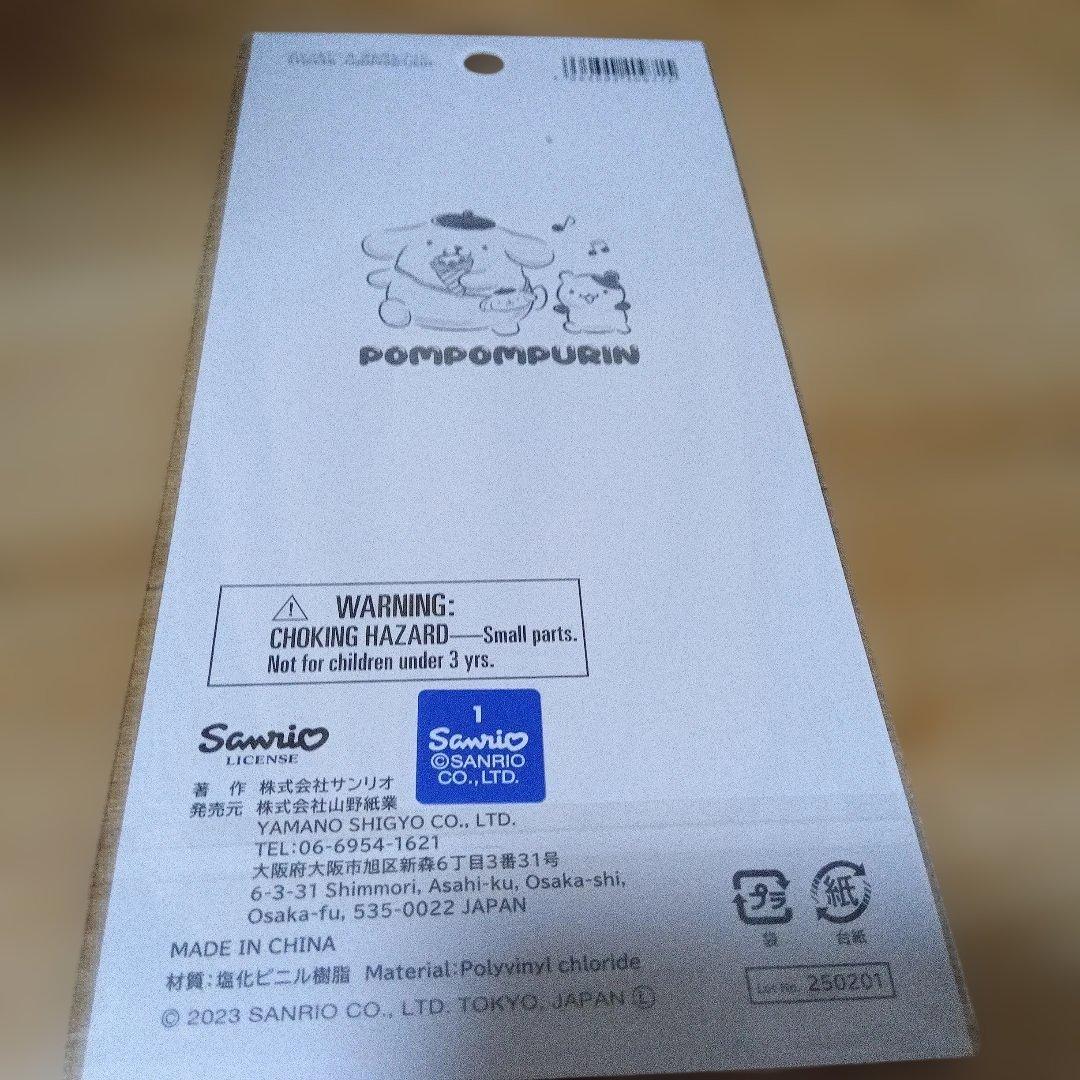 POMPOMPURIN
WARNING:
CHOKING HAZARD—Small parts.
Not for children under 3 yrs.
Sanrio
LICENSE
1
Sanrio
©SANRIO
CO.,LTD.
著 作 株式会社サンリオ
発売元 株式会社山野紙業
YAMANO SHIGYO CO., LTD.
TEL:06-6954-1621
大阪府大阪市旭区新森6丁目3番31号
6-3-31 Shimmori, Asahi-ku, Osaka-shi,
Osaka-fu, 535-0022 JAPAN
プラ
袋
紙
台紙
MADE IN CHINA
材質:塩化ビニル樹脂 Material:Polyvinyl chloride
Lot No. 250201
© 2023 SANRIO CO., LTD. TOKYO, JAPAN Ⓛ